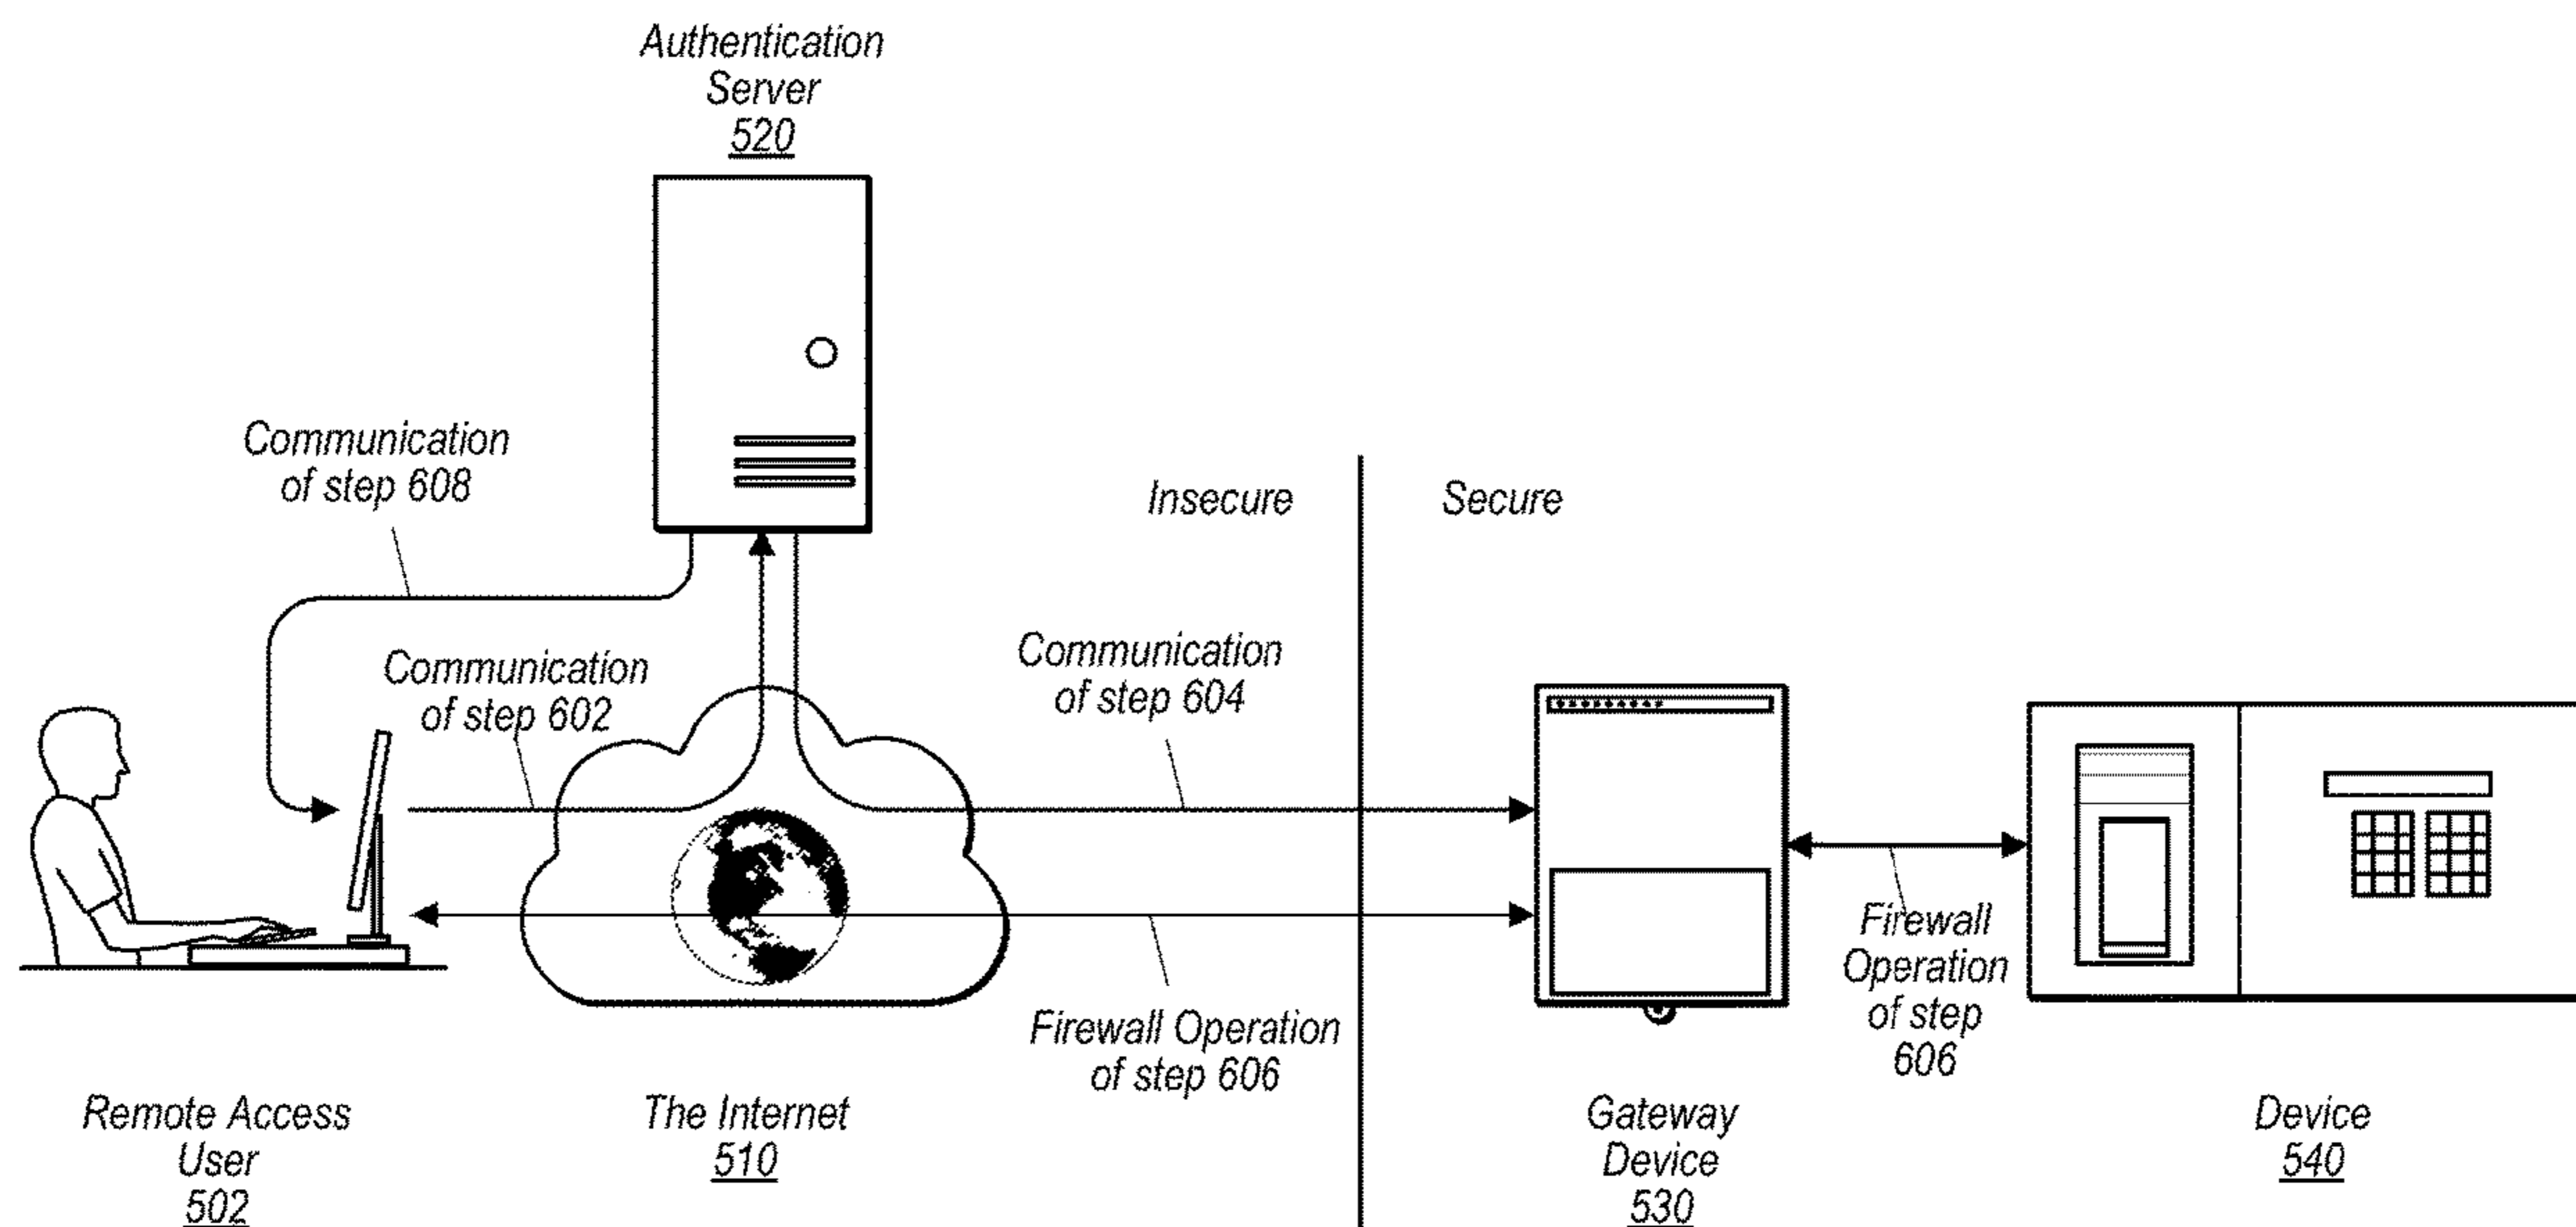 Authentication
Server
520
Communication
of step 608
Insecure
Secure
Communication
of step 602
Communication
of step 604
Firewall Operation
of step 606
Firewall
Operation
of step
606
Remote Access
User
502
The Internet
510
Gateway
Device
530
Device
540